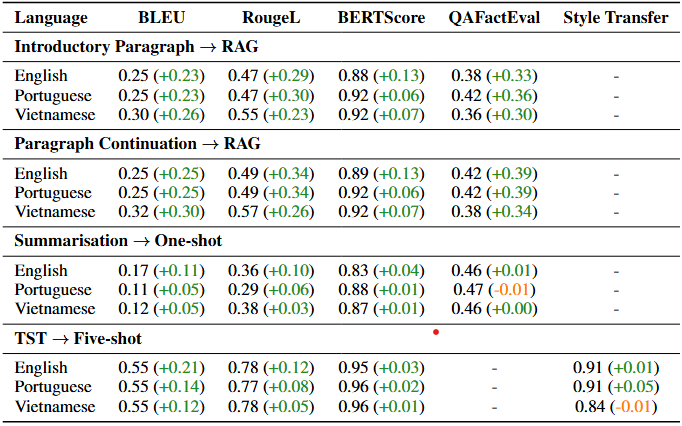 Language BLEU RougeL BERTScore QAFactEval Style Transfer
Introductory Paragraph → RAG
English 0.25 (+0.23) 0.47 (+0.29) 0.88 (+0.13) 0.38 (+0.33) -
Portuguese 0.25 (+0.23) 0.47 (+0.30) 0.92 (+0.06) 0.42 (+0.36) -
Vietnamese 0.30 (+0.26) 0.55 (+0.23) 0.92 (+0.07) 0.36 (+0.30) -
Paragraph Continuation → RAG
English 0.25 (+0.25) 0.49 (+0.34) 0.89 (+0.13) 0.42 (+0.39) -
Portuguese 0.25 (+0.25) 0.49 (+0.34) 0.92 (+0.06) 0.42 (+0.39) -
Vietnamese 0.32 (+0.30) 0.57 (+0.26) 0.92 (+0.07) 0.38 (+0.34) -
Summarisation → One-shot
English 0.17 (+0.11) 0.36 (+0.10) 0.83 (+0.04) 0.46 (+0.01) -
Portuguese 0.11 (+0.05) 0.29 (+0.06) 0.88 (+0.01) 0.47 (-0.01) -
Vietnamese 0.12 (+0.05) 0.38 (+0.03) 0.87 (+0.01) 0.46 (+0.00) -
TST → Five-shot
English 0.55 (+0.21) 0.78 (+0.12) 0.95 (+0.03) - 0.91 (+0.01)
Portuguese 0.55 (+0.14) 0.77 (+0.08) 0.96 (+0.02) - 0.91 (+0.05)
Vietnamese 0.55 (+0.12) 0.78 (+0.05) 0.96 (+0.01) - 0.84 (-0.01)